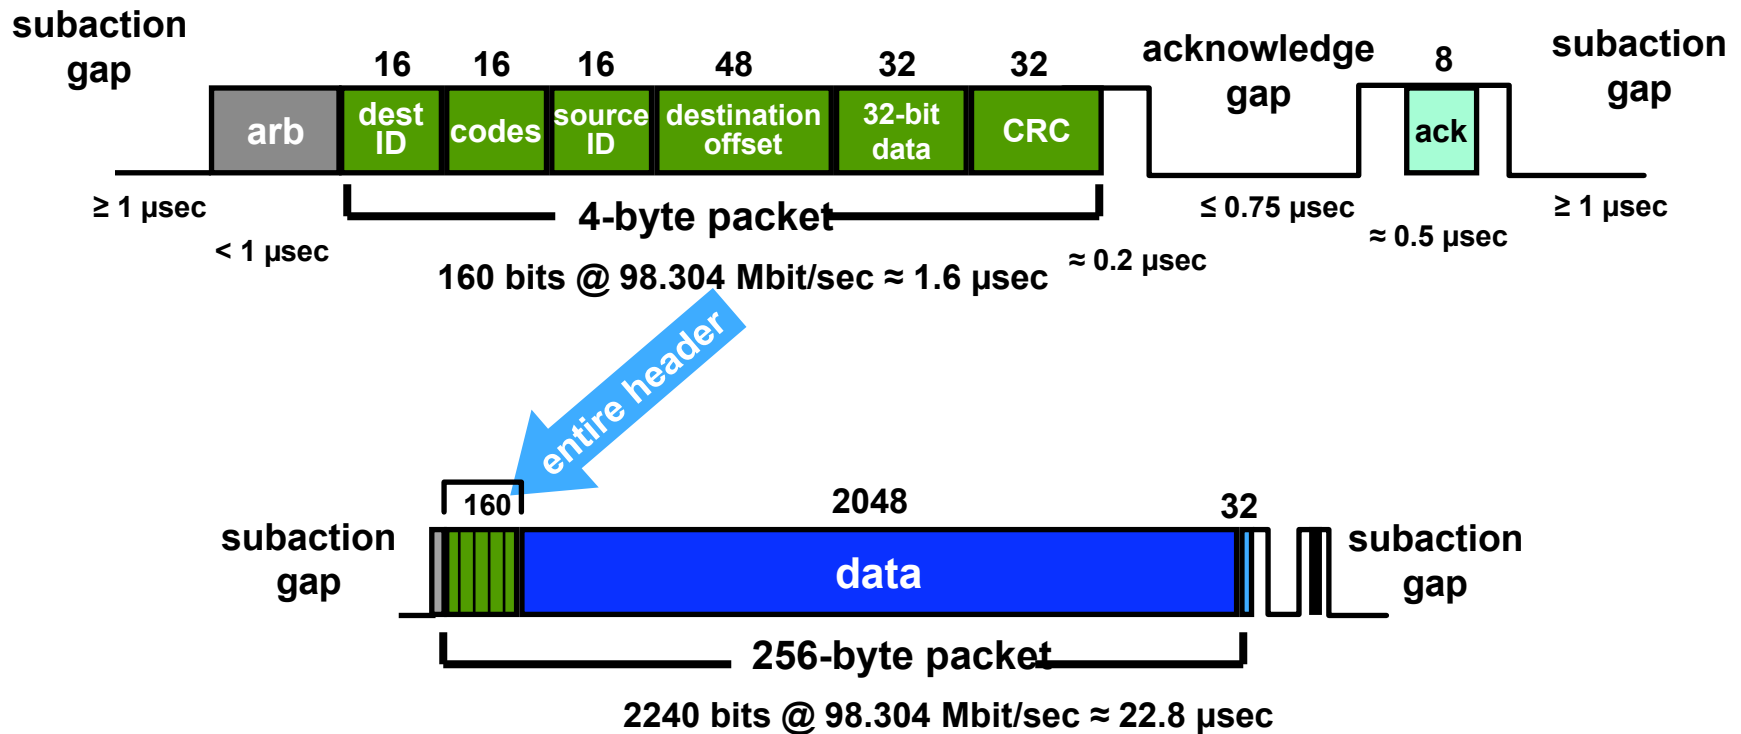 subaction
gap
16
16
16
48
32
32
acknowledge
gap
8
subaction
gap
arb
dest
ID
codes
source
ID
destination
offset
32-bit
data
CRC
ack
≥ 1 µsec
< 1 µsec
4-byte packet
160 bits @ 98.304 Mbit/sec ≈ 1.6 µsec
≈ 0.2 µsec
≤ 0.75 µsec
≈ 0.5 µsec
≥ 1 µsec
entire header
160
2048
32
subaction
gap
data
subaction
gap
256-byte packet
2240 bits @ 98.304 Mbit/sec ≈ 22.8 µsec